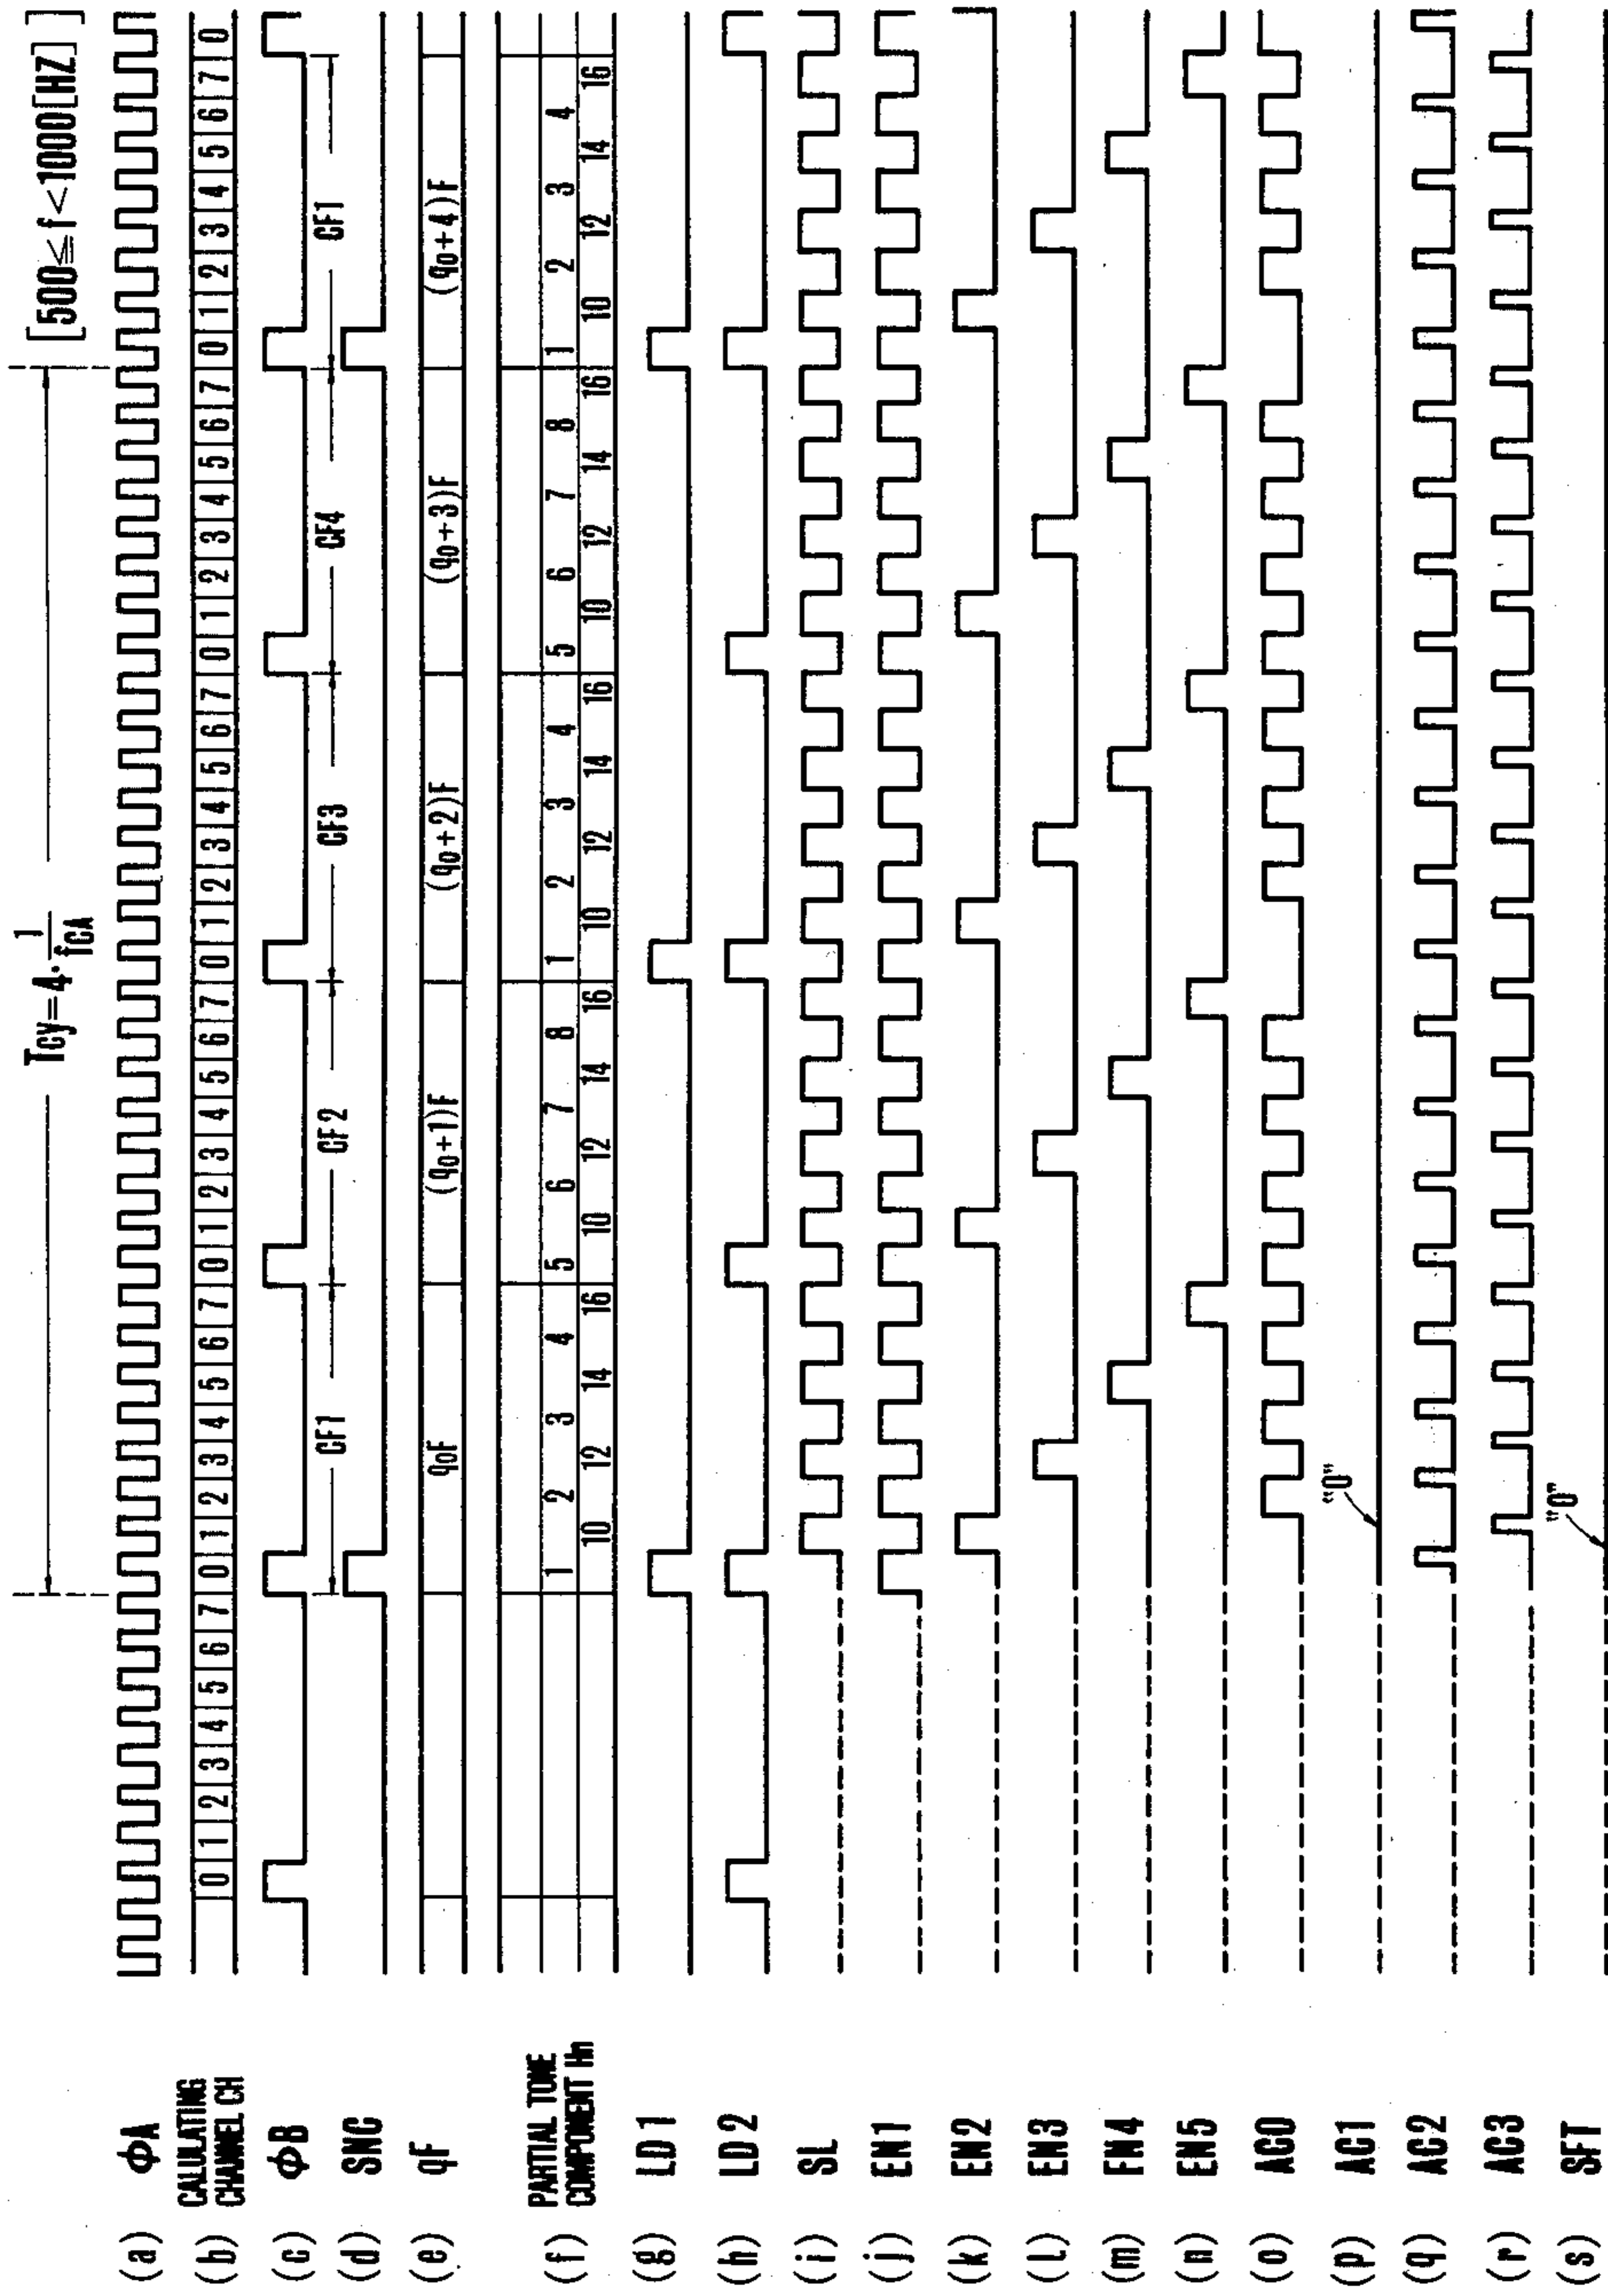 Tcy=4·1/fCA [500≦f<1000[HZ]]
(a) ΦA
(b) CALULATING CHANNEL CH 0 1 2 3 4 5 6 7 0 1 2 3 4 5 6 7 0 1 2 3 4 5 6 7 0 1 2 3 4 5 6 7 0 1 2 3 4 5 6 7 0 1 2 3 4 5 6 7 0
(c) ΦB
CF1 CF2 CF3 CF4 CF1
(d) SNC
(e) qF q0F (q0+1)F (q0+2)F (q0+3)F (q0+4)F
(f) PARTIAL TONE COMPONENT Hn
1 2 3 4 5 6 7 8 1 2 3 4 5 6 7 8 1 2 3 4
10 12 14 16 10 12 14 16 10 12 14 16 10 12 14 16 10 12 14 16
(g) LD1
(h) LD2
(i) SL
(j) EN1
(k) EN2
(L) EN3
(m) FN4
(n) EN5
(o) AC0
(p) AC1 "0"
(q) AC2
(r) AC3
(s) SFT "0"